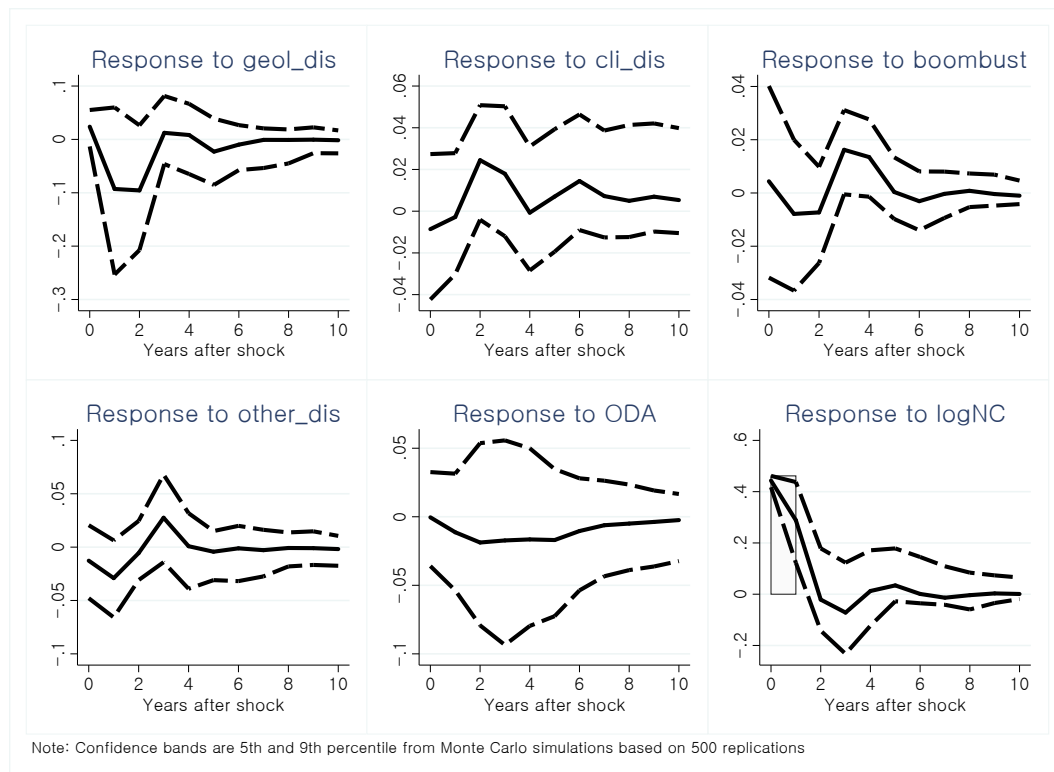 Response to geol_dis
.1
0
-.1
-.2
-.3
0 2 4 6 8 10
Years after shock
Response to cli_dis
.06
.04
.02
0
-.02
-.04
0 2 4 6 8 10
Years after shock
Response to boombust
.04
.02
0
-.02
-.04
0 2 4 6 8 10
Years after shock
Response to other_dis
.1
.05
0
-.05
-.1
0 2 4 6 8 10
Years after shock
Response to ODA
.05
0
-.05
-.1
0 2 4 6 8 10
Years after shock
Response to logNC
.6
.4
.2
0
-.2
0 2 4 6 8 10
Years after shock
Note: Confidence bands are 5th and 9th percentile from Monte Carlo simulations based on 500 replications